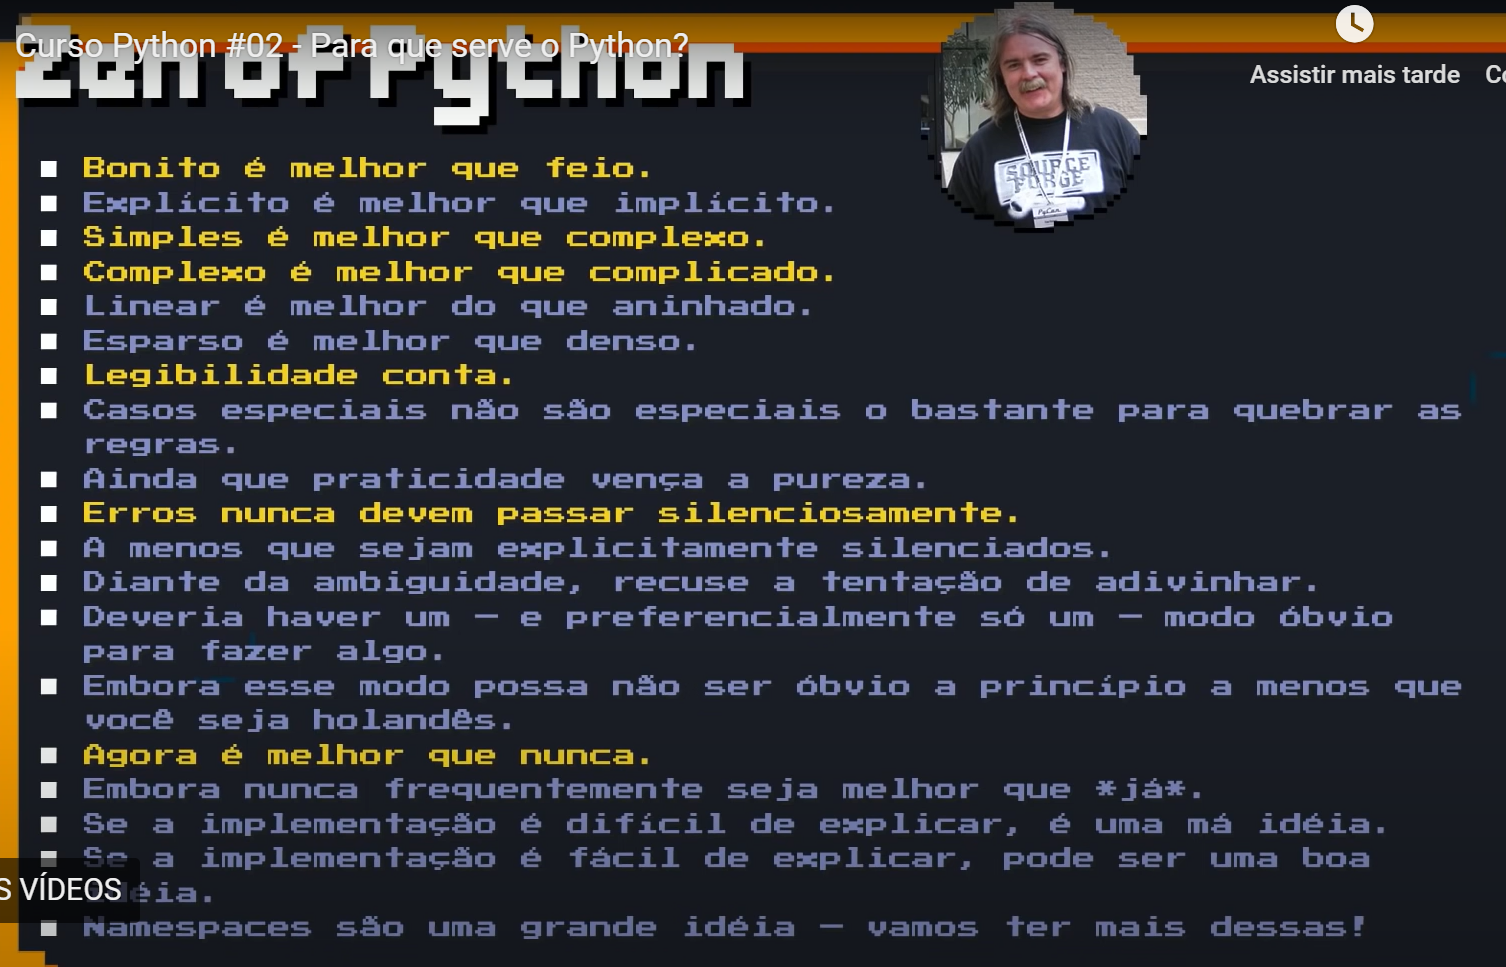 Curso Python #02 - Para que serve o Python?
Zen of Python
Assistir mais tarde
SOURCE
FORGE
PyCon
Bonito é melhor que feio.
Explícito é melhor que implícito.
Simples é melhor que complexo.
Complexo é melhor que complicado.
Linear é melhor do que aninhado.
Esparso é melhor que denso.
Legibilidade conta.
Casos especiais não são especiais o bastante para quebrar as
regras.
Ainda que praticidade vença a pureza.
Erros nunca devem passar silenciosamente.
A menos que sejam explicitamente silenciados.
Diante da ambiguidade, recuse a tentação de adivinhar.
Deveria haver um — e preferencialmente só um — modo óbvio
para fazer algo.
Embora esse modo possa não ser óbvio a princípio a menos que
você seja holandês.
Agora é melhor que nunca.
Embora nunca frequentemente seja melhor que *já*.
Se a implementação é difícil de explicar, é uma má idéia.
Se a implementação é fácil de explicar, pode ser uma boa
idéia.
S VÍDEOS
Namespaces são uma grande idéia — vamos ter mais dessas!